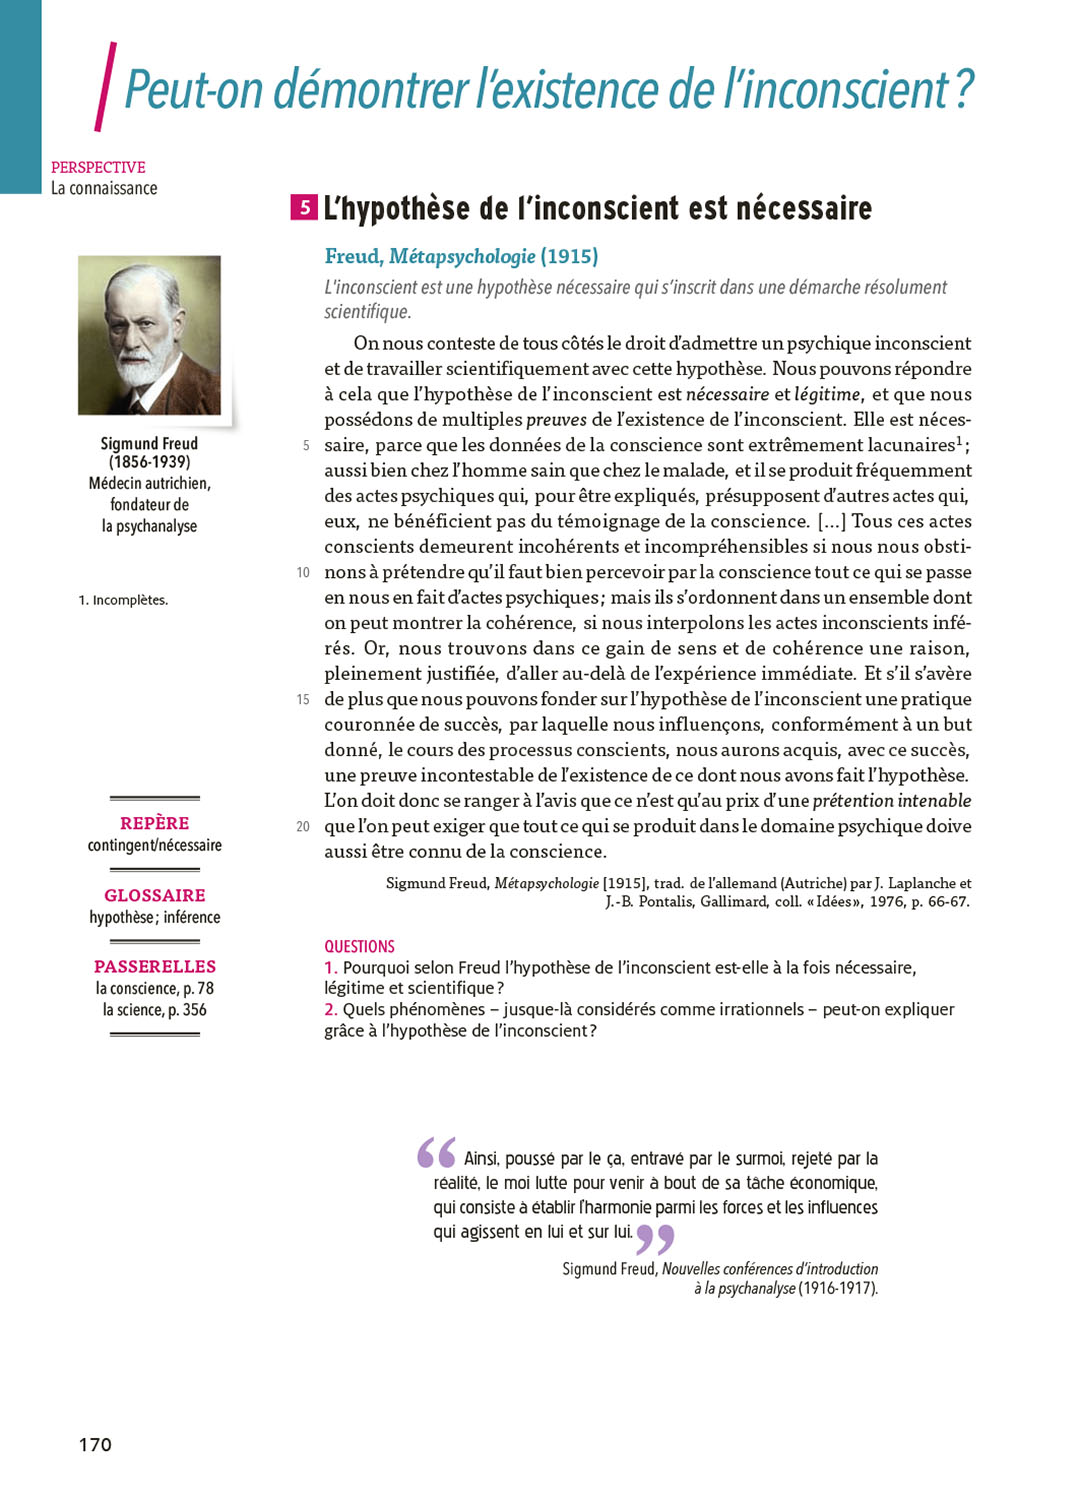 Peut-on démontrer l'existence de l'inconscient ?
PERSPECTIVE
La connaissance
5 L'hypothèse de l'inconscient est nécessaire
Freud, Métapsychologie (1915)
L'inconscient est une hypothèse nécessaire qui s'inscrit dans une démarche résolument
scientifique.
On nous conteste de tous côtés le droit d'admettre un psychique inconscient
et de travailler scientifiquement avec cette hypothèse. Nous pouvons répondre
à cela que l'hypothèse de l'inconscient est nécessaire et légitime, et que nous
possédons de multiples preuves de l'existence de l'inconscient. Elle est néces-
5 saire, parce que les données de la conscience sont extrêmement lacunaires1 ;
aussi bien chez l'homme sain que chez le malade, et il se produit fréquemment
des actes psychiques qui, pour être expliqués, présupposent d'autres actes qui,
eux, ne bénéficient pas du témoignage de la conscience. [...] Tous ces actes
conscients demeurent incohérents et incompréhensibles si nous nous obsti-
10 nons à prétendre qu'il faut bien percevoir par la conscience tout ce qui se passe
en nous en fait d'actes psychiques ; mais ils s'ordonnent dans un ensemble dont
on peut montrer la cohérence, si nous interpolons les actes inconscients infé-
rés. Or, nous trouvons dans ce gain de sens et de cohérence une raison,
pleinement justifiée, d'aller au-delà de l'expérience immédiate. Et s'il s'avère
15 de plus que nous pouvons fonder sur l'hypothèse de l'inconscient une pratique
couronnée de succès, par laquelle nous influençons, conformément à un but
donné, le cours des processus conscients, nous aurons acquis, avec ce succès,
une preuve incontestable de l'existence de ce dont nous avons fait l'hypothèse.
L'on doit donc se ranger à l'avis que ce n'est qu'au prix d'une prétention intenable
20 que l'on peut exiger que tout ce qui se produit dans le domaine psychique doive
aussi être connu de la conscience.
Sigmund Freud, Métapsychologie [1915], trad. de l'allemand (Autriche) par J. Laplanche et
J.-B. Pontalis, Gallimard, coll. « Idées », 1976, p. 66-67.
Sigmund Freud
(1856-1939)
Médecin autrichien,
fondateur de
la psychanalyse
1. Incomplètes.
REPÈRE
contingent/nécessaire
GLOSSAIRE
hypothèse ; inférence
PASSERELLES
la conscience, p. 78
la science, p. 356
QUESTIONS
1. Pourquoi selon Freud l'hypothèse de l'inconscient est-elle à la fois nécessaire,
légitime et scientifique ?
2. Quels phénomènes – jusque-là considérés comme irrationnels – peut-on expliquer
grâce à l'hypothèse de l'inconscient ?
“ Ainsi, poussé par le ça, entravé par le surmoi, rejeté par la
réalité, le moi lutte pour venir à bout de sa tâche économique,
qui consiste à établir l'harmonie parmi les forces et les influences
qui agissent en lui et sur lui. ”
Sigmund Freud, Nouvelles conférences d'introduction
à la psychanalyse (1916-1917).
170